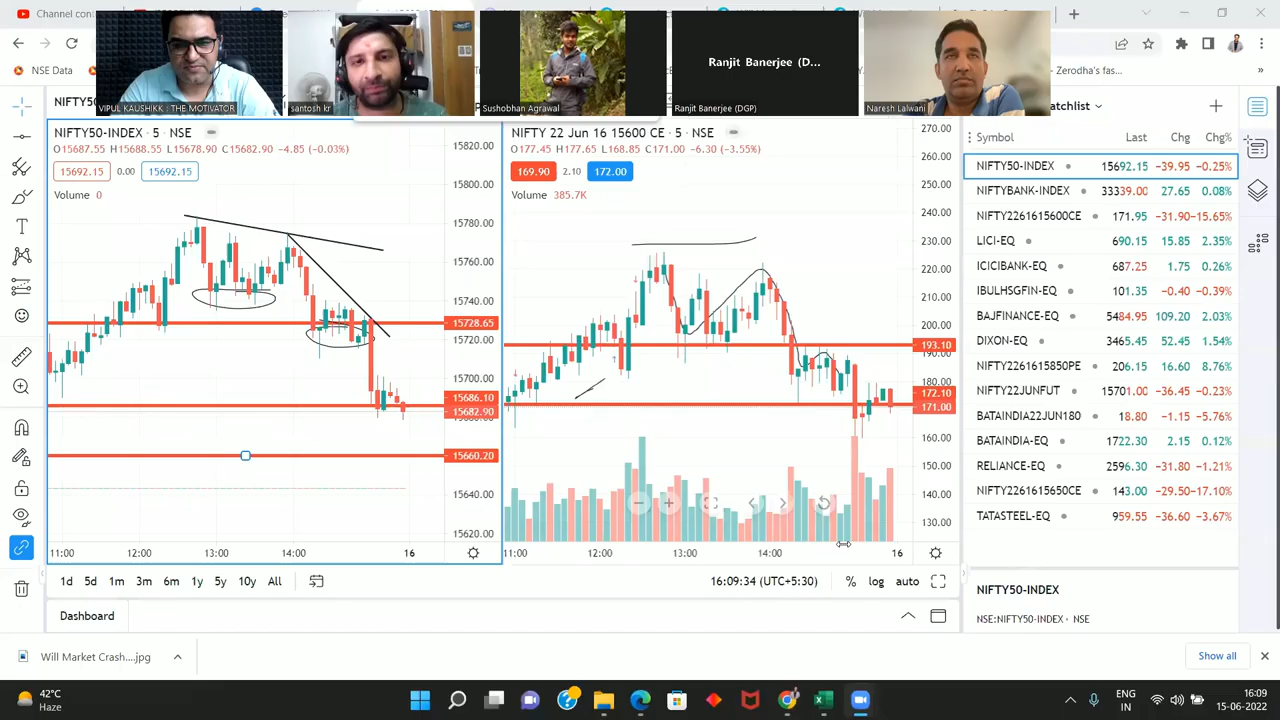 Channel conten
NSE Data
Zerodha's fas...
VIPUL KAUSHIKK : THE MOTIVATOR
santosh kr
Sushobhan Agrawal
Ranjit Banerjee (D...
Ranjit Banerjee (DGP)
Naresh Lalwani
NIFTY5
atchlist
NIFTY50-INDEX · 5 · NSE
O15687.55 H15688.55 L15678.90 C15682.90 -4.85 (-0.03%)
15692.15 0.00 15692.15
Volume 0
15820.00
15800.00
15780.00
15760.00
15740.00
15728.65
15720.00
15700.00
15686.10
15682.90
15660.20
15640.00
15620.00
11:00 12:00 13:00 14:00 16
NIFTY 22 Jun 16 15600 CE · 5 · NSE
O177.45 H177.65 L168.85 C171.00 -6.30 (-3.55%)
169.90 2.10 172.00
Volume 385.7K
270.00
260.00
250.00
240.00
230.00
220.00
210.00
200.00
193.10
190.00
180.00
172.10
171.00
160.00
150.00
140.00
130.00
11:00 12:00 13:00 14:00 16
Symbol Last Chg Chg%
NIFTY50-INDEX 15692.15 -39.95 -0.25%
NIFTYBANK-INDEX 33339.00 27.65 0.08%
NIFTY2261615600CE 171.95 -31.90 -15.65%
LICI-EQ 690.15 15.85 2.35%
ICICIBANK-EQ 687.25 1.75 0.26%
IBULHSGFIN-EQ 101.35 -0.40 -0.39%
BAJFINANCE-EQ 5484.95 109.20 2.03%
DIXON-EQ 3465.45 52.45 1.54%
NIFTY2261615850PE 206.15 16.60 8.76%
NIFTY22JUNFUT 15701.00 -36.45 -0.23%
BATAINDIA22JUN180 18.80 -1.15 -5.76%
BATAINDIA-EQ 1722.30 2.15 0.12%
RELIANCE-EQ 2596.30 -31.80 -1.21%
NIFTY2261615650CE 143.00 -29.50 -17.10%
TATASTEEL-EQ 959.55 -36.60 -3.67%
1d 5d 1m 3m 6m 1y 5y 10y All
16:09:34 (UTC+5:30) % log auto
NIFTY50-INDEX
NSE:NIFTY50-INDEX · NSE
Dashboard
Will Market Crash....jpg
Show all
42°C
Haze
ENG
IN
16:09
15-06-2022